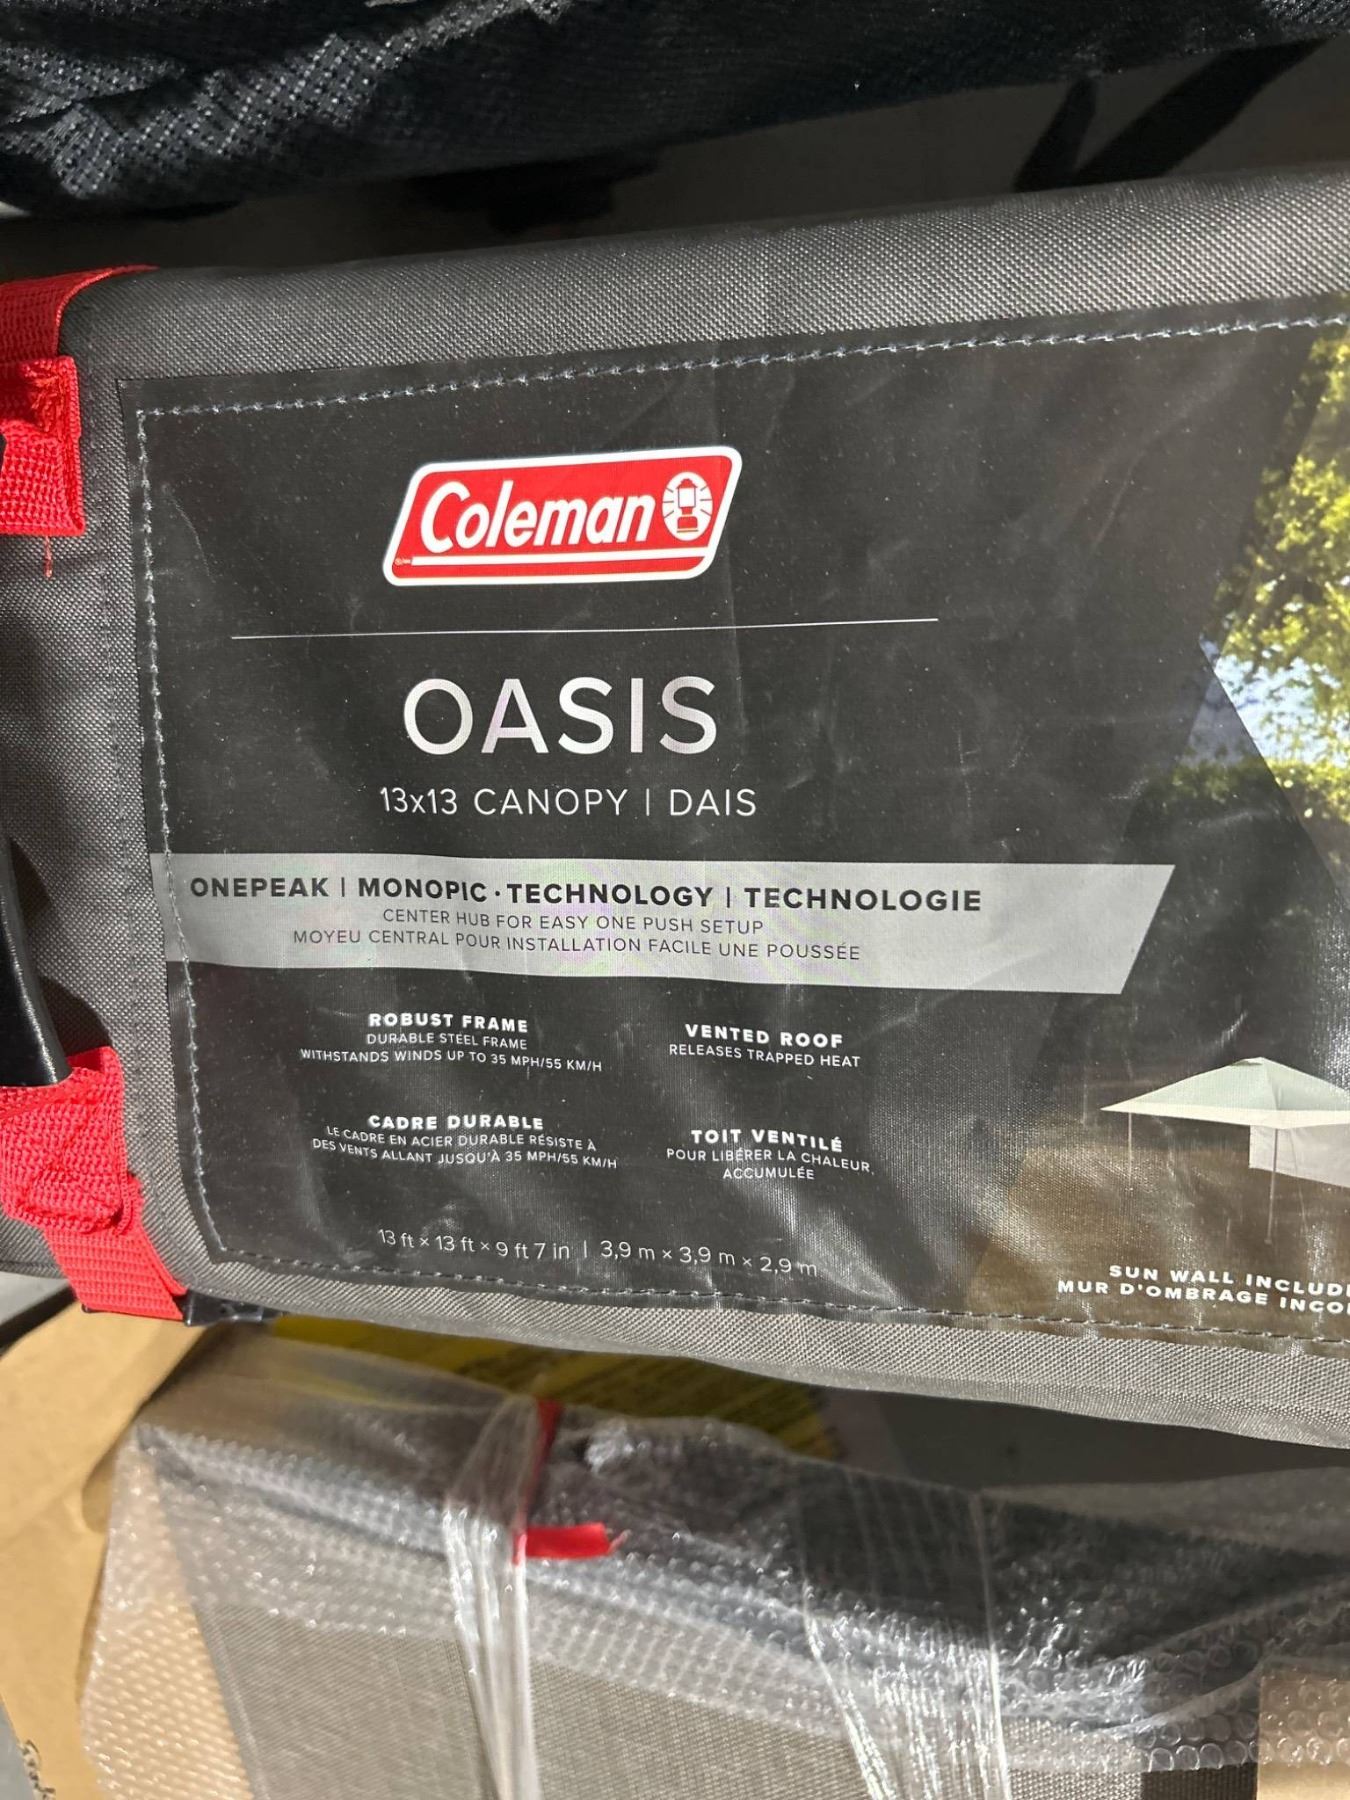 Coleman
OASIS
13x13 CANOPY | DAIS
ONEPEAK | MONOPIC · TECHNOLOGY | TECHNOLOGIE
CENTER HUB FOR EASY ONE PUSH SETUP
MOYEU CENTRAL POUR INSTALLATION FACILE UNE POUSSÉE
ROBUST FRAME
DURABLE STEEL FRAME
WITHSTANDS WINDS UP TO 35 MPH/55 KM/H
VENTED ROOF
RELEASES TRAPPED HEAT
CADRE DURABLE
LE CADRE EN ACIER DURABLE RÉSISTE À
DES VENTS ALLANT JUSQU'À 35 MPH/55 KM/H
TOIT VENTILÉ
POUR LIBÉRER LA CHALEUR
ACCUMULÉE
13 ft × 13 ft × 9 ft 7 in | 3,9 m × 3,9 m × 2,9 m
SUN WALL INCLUD
MUR D'OMBRAGE INCO